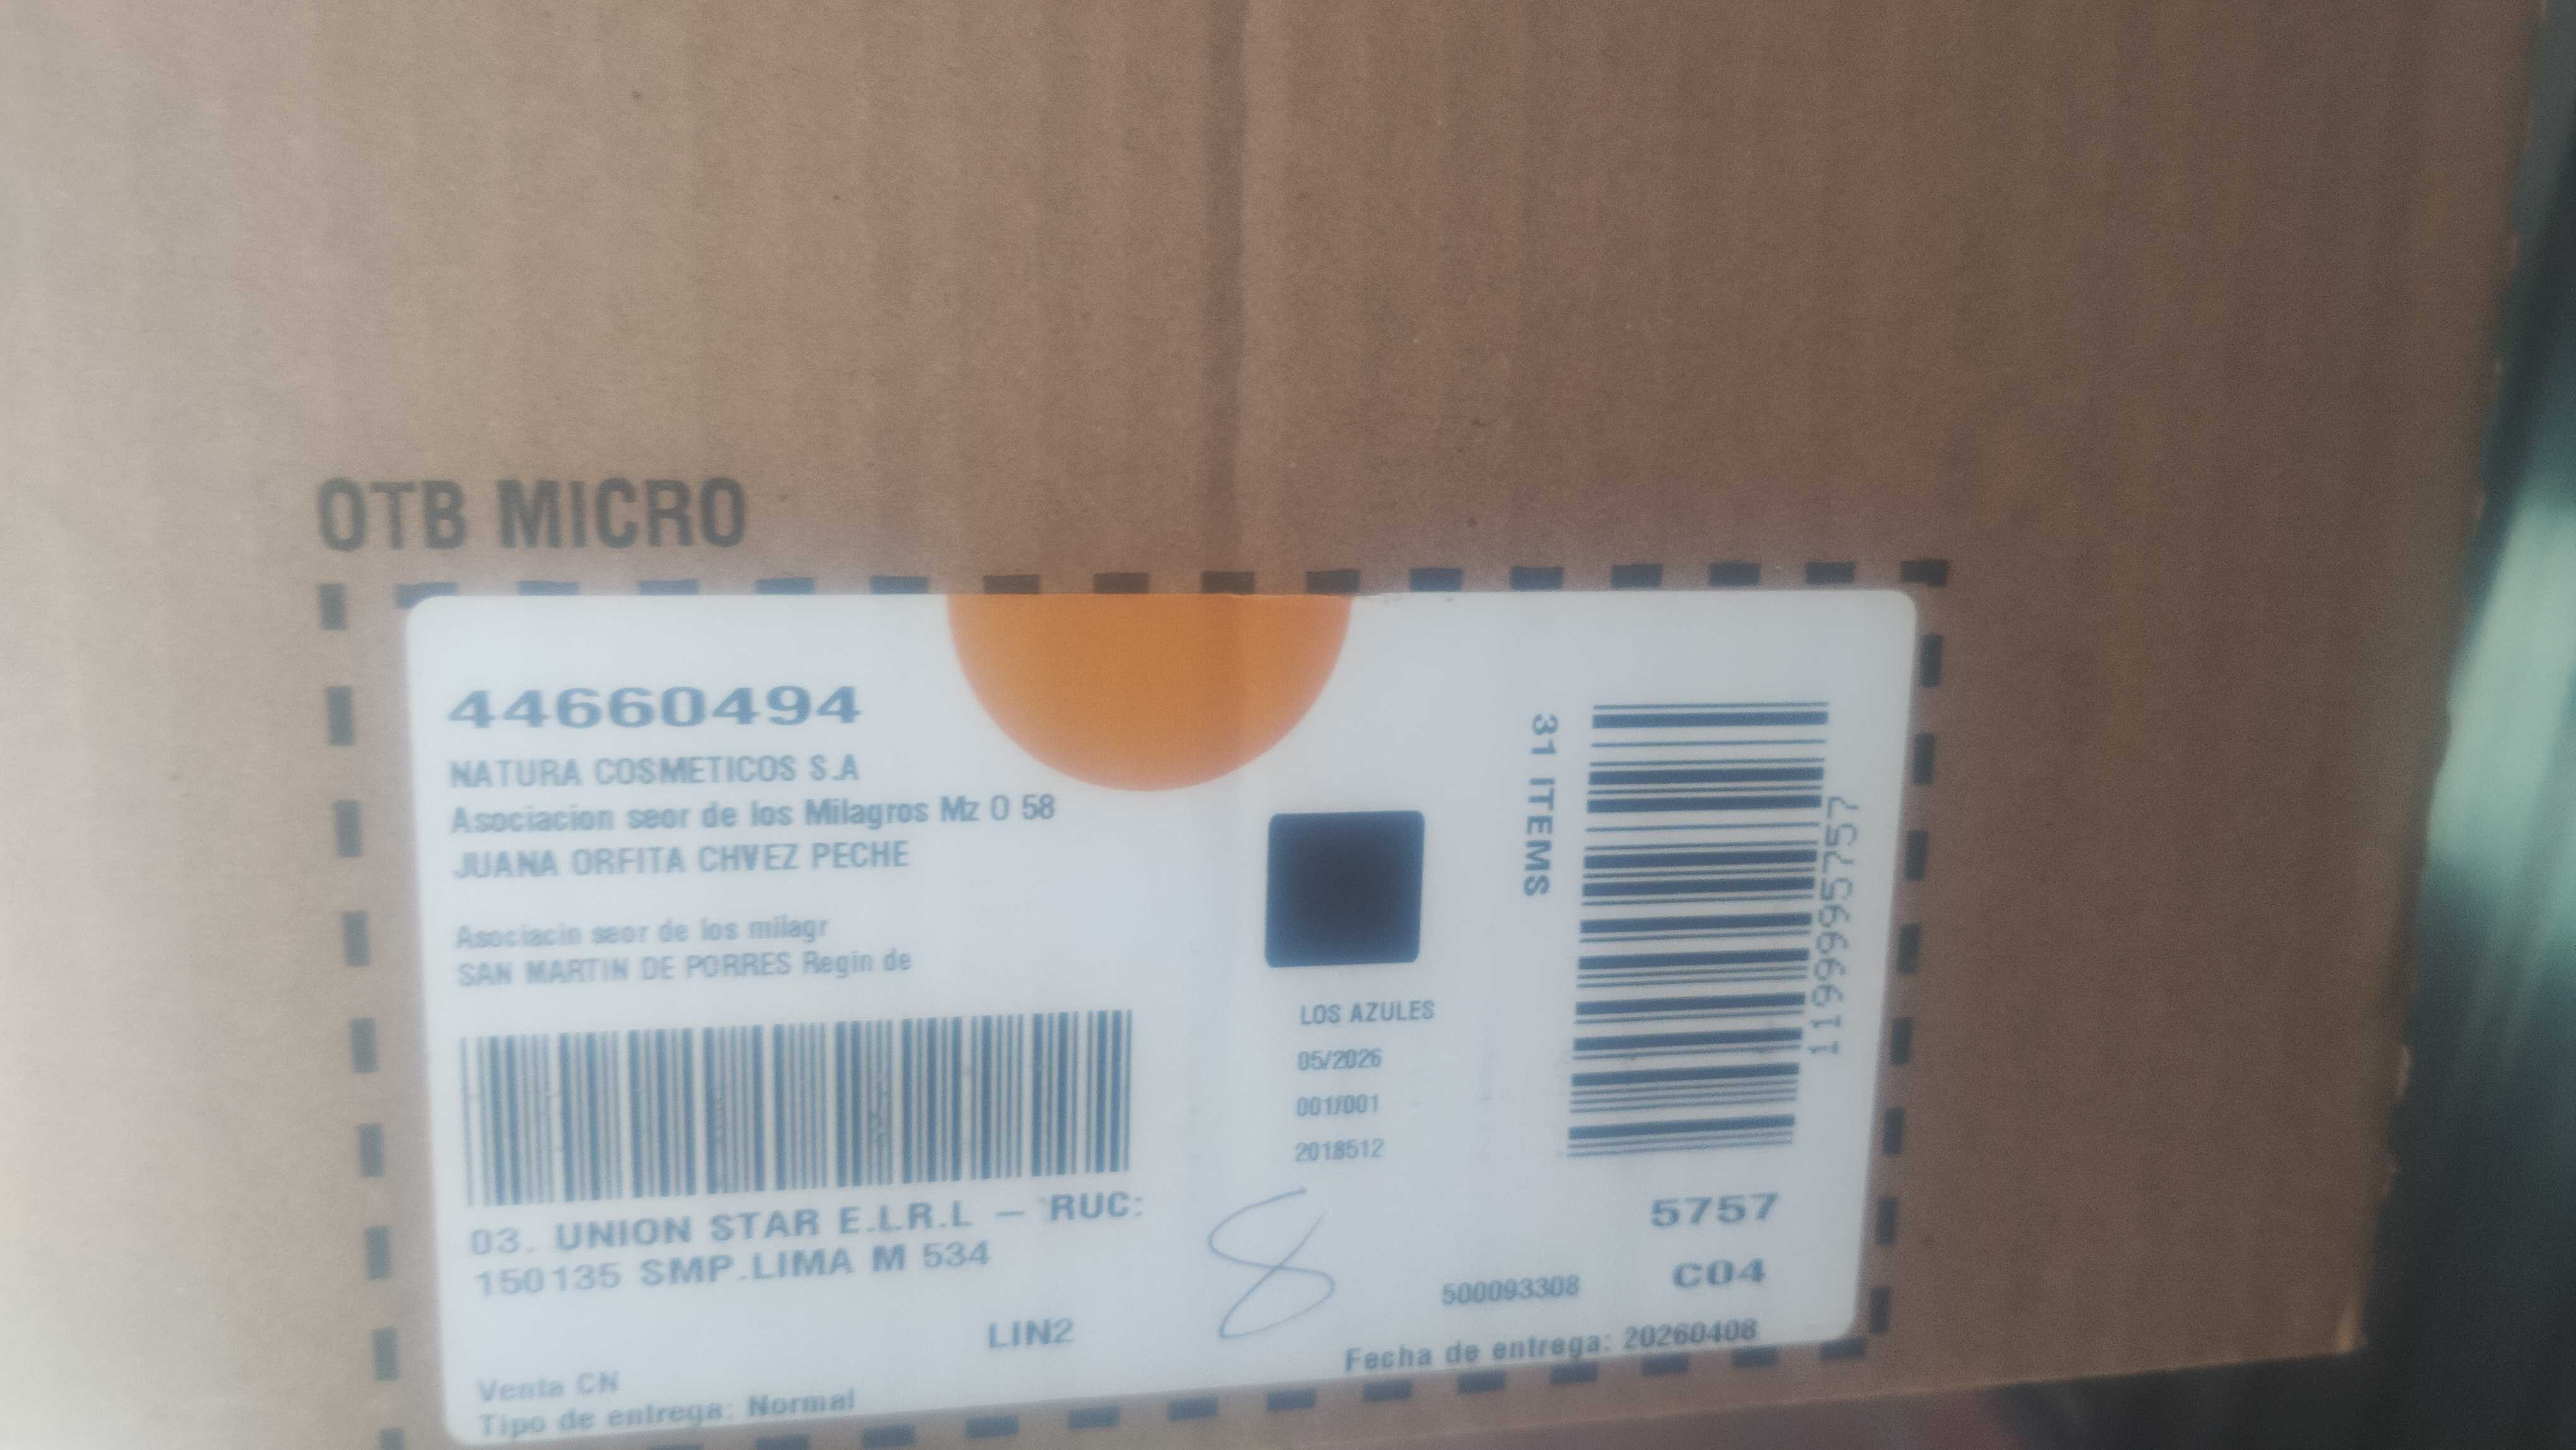 OTB MICRO
44660494
NATURA COSMETICOS S.A
Asociacion seor de los Milagros Mz O 58
JUANA ORFITA CHVEZ PECHE
Asociacin seor de los milagr
SAN MARTIN DE PORRES Regin de
03. UNION STAR E.I.R.L – RUC:
150135 SMP.LIMA M 534
LIN2
Venta CN
Tipo de entrega: Normal
LOS AZULES
05/2026
001/001
2018512
8
31 ITEMS
5757
C04
500093308
Fecha de entrega: 20260408